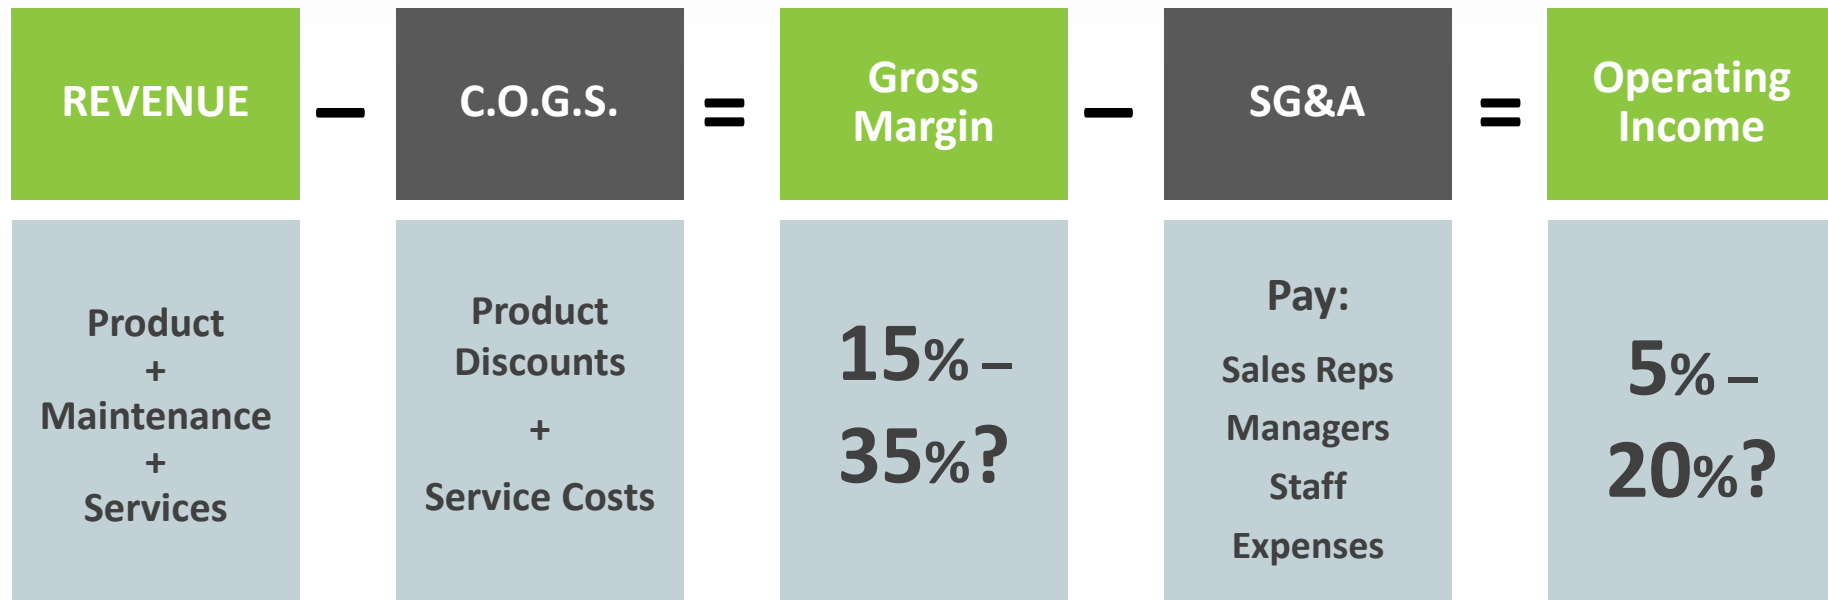 REVENUE
–
C.O.G.S.
=
Gross
Margin
–
SG&A
=
Operating
Income
Product
+
Maintenance
+
Services
Product
Discounts
+
Service Costs
15% –
35%?
Pay:
Sales Reps
Managers
Staff
Expenses
5% –
20%?